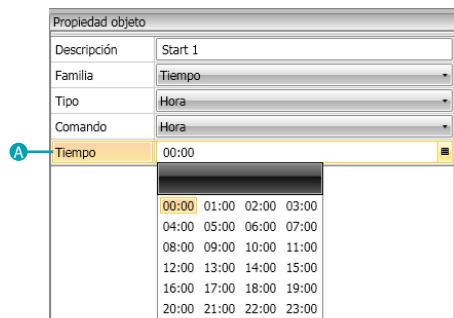 Propiedad objeto
Descripción Start 1
Familia Tiempo
Tipo Hora
Comando Hora
A Tiempo 00:00
00:00 01:00 02:00 03:00
04:00 05:00 06:00 07:00
08:00 09:00 10:00 11:00
12:00 13:00 14:00 15:00
16:00 17:00 18:00 19:00
20:00 21:00 22:00 23:00